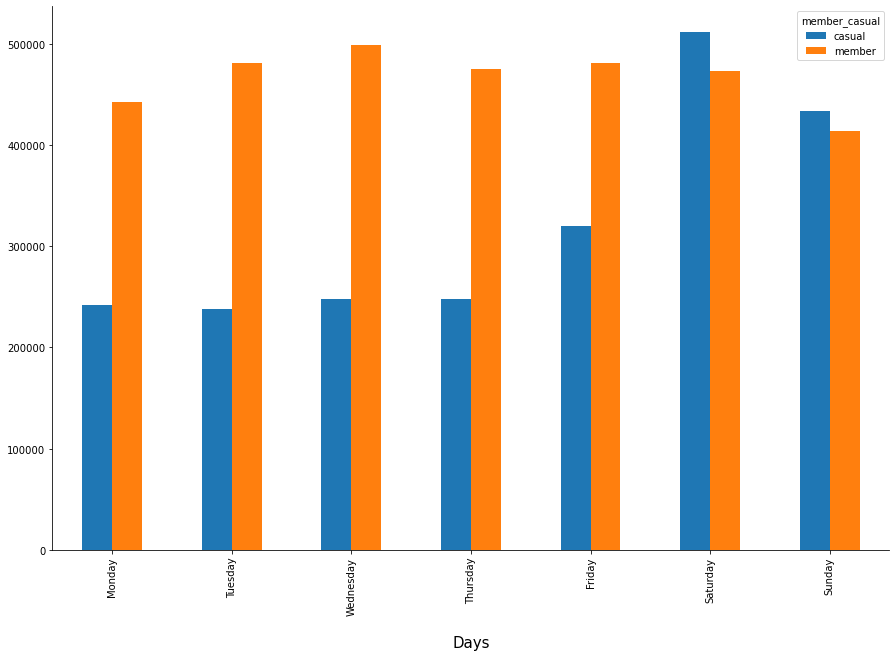 member_casual
casual
member
500000
400000
300000
200000
100000
0
Monday
Tuesday
Wednesday
Thursday
Friday
Saturday
Sunday
Days